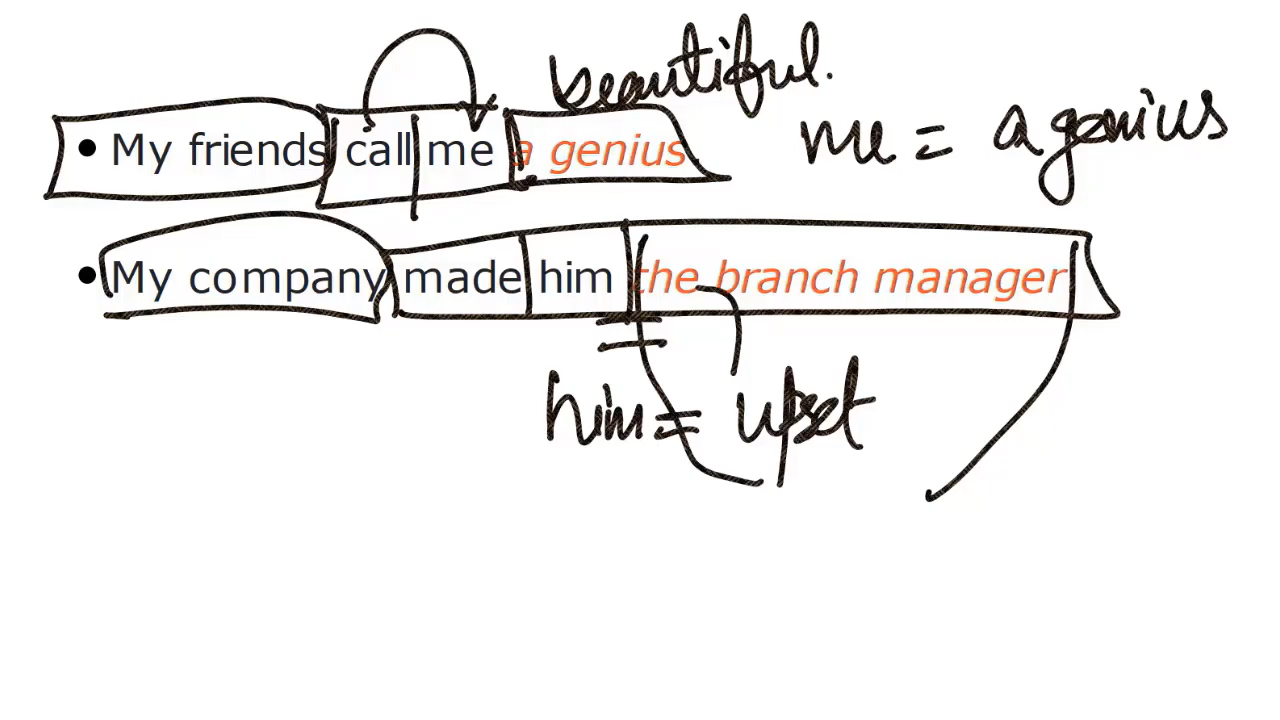 beautiful.
• My friends call me a genius
me = a genius
• My company made him the branch manager
him = upset